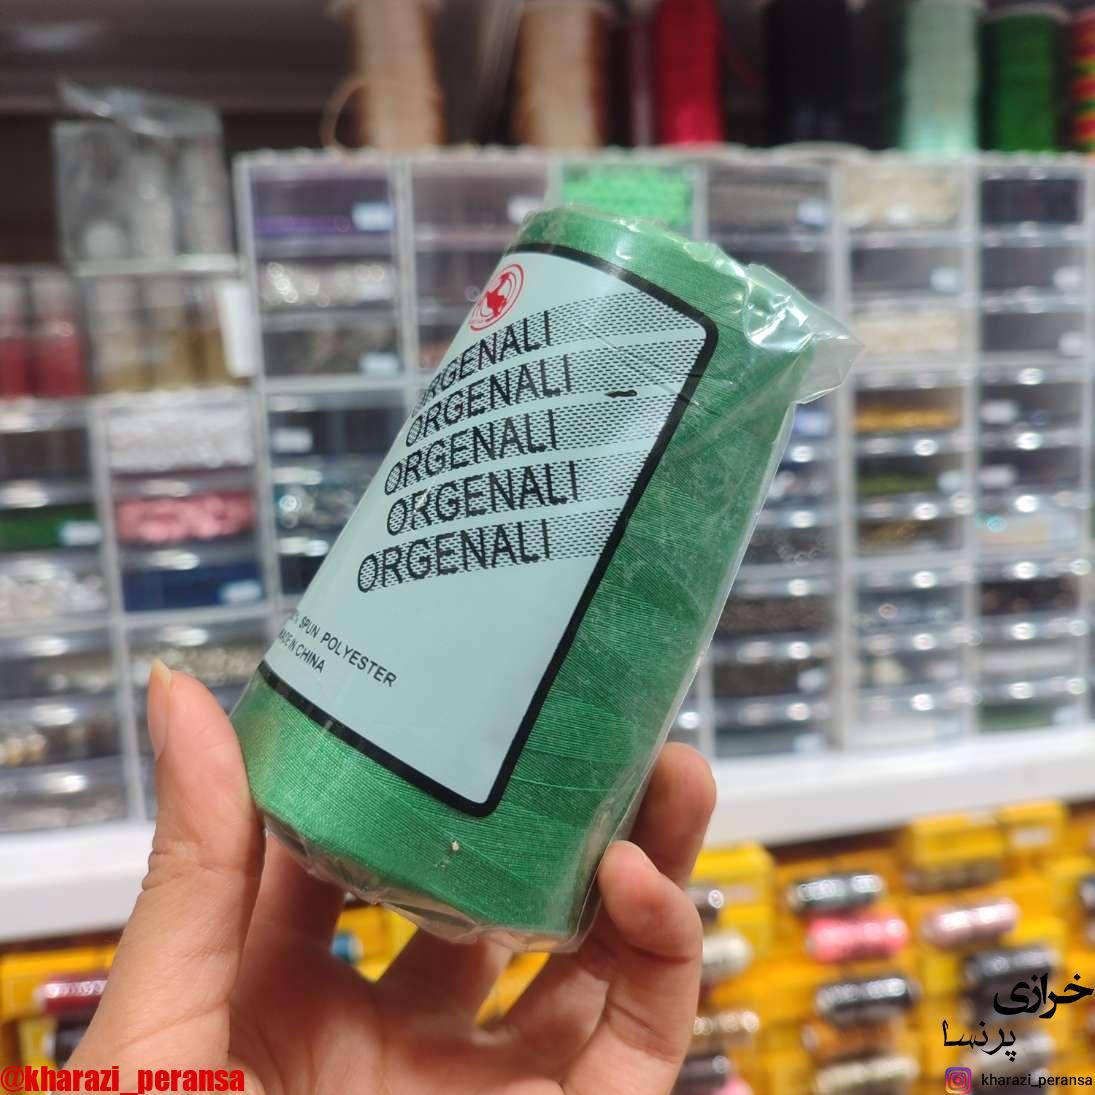 ORGENALI
ORGENALI
ORGENALI
ORGENALI
ORGENALI
SPUN POLYESTER
MADE IN CHINA
خرازی
پرنسا
@kharazi_peransa
kharazi_peransa